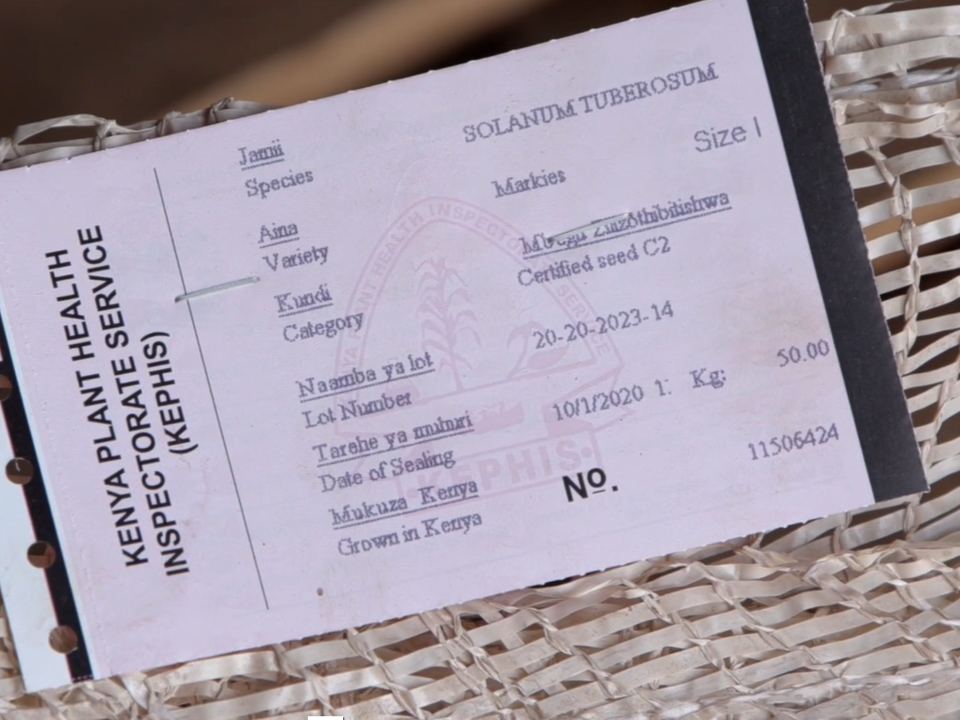 KENYA PLANT HEALTH
INSPECTORATE SERVICE
(KEPHIS)
Jamii
Species
SOLANUM TUBEROSUM
Size I
Aina
Variety
Markies
Kundi
Category
Certified seed C2
Naamba ya lot
Lot Number
20-20-2023-14
Tarehe ya muhuri
Date of Sealing
10/1/2020 1: Kg: 50.00
Mukuza Kenya
Grown in Kenya
Nº. 11506424
KEPHIS